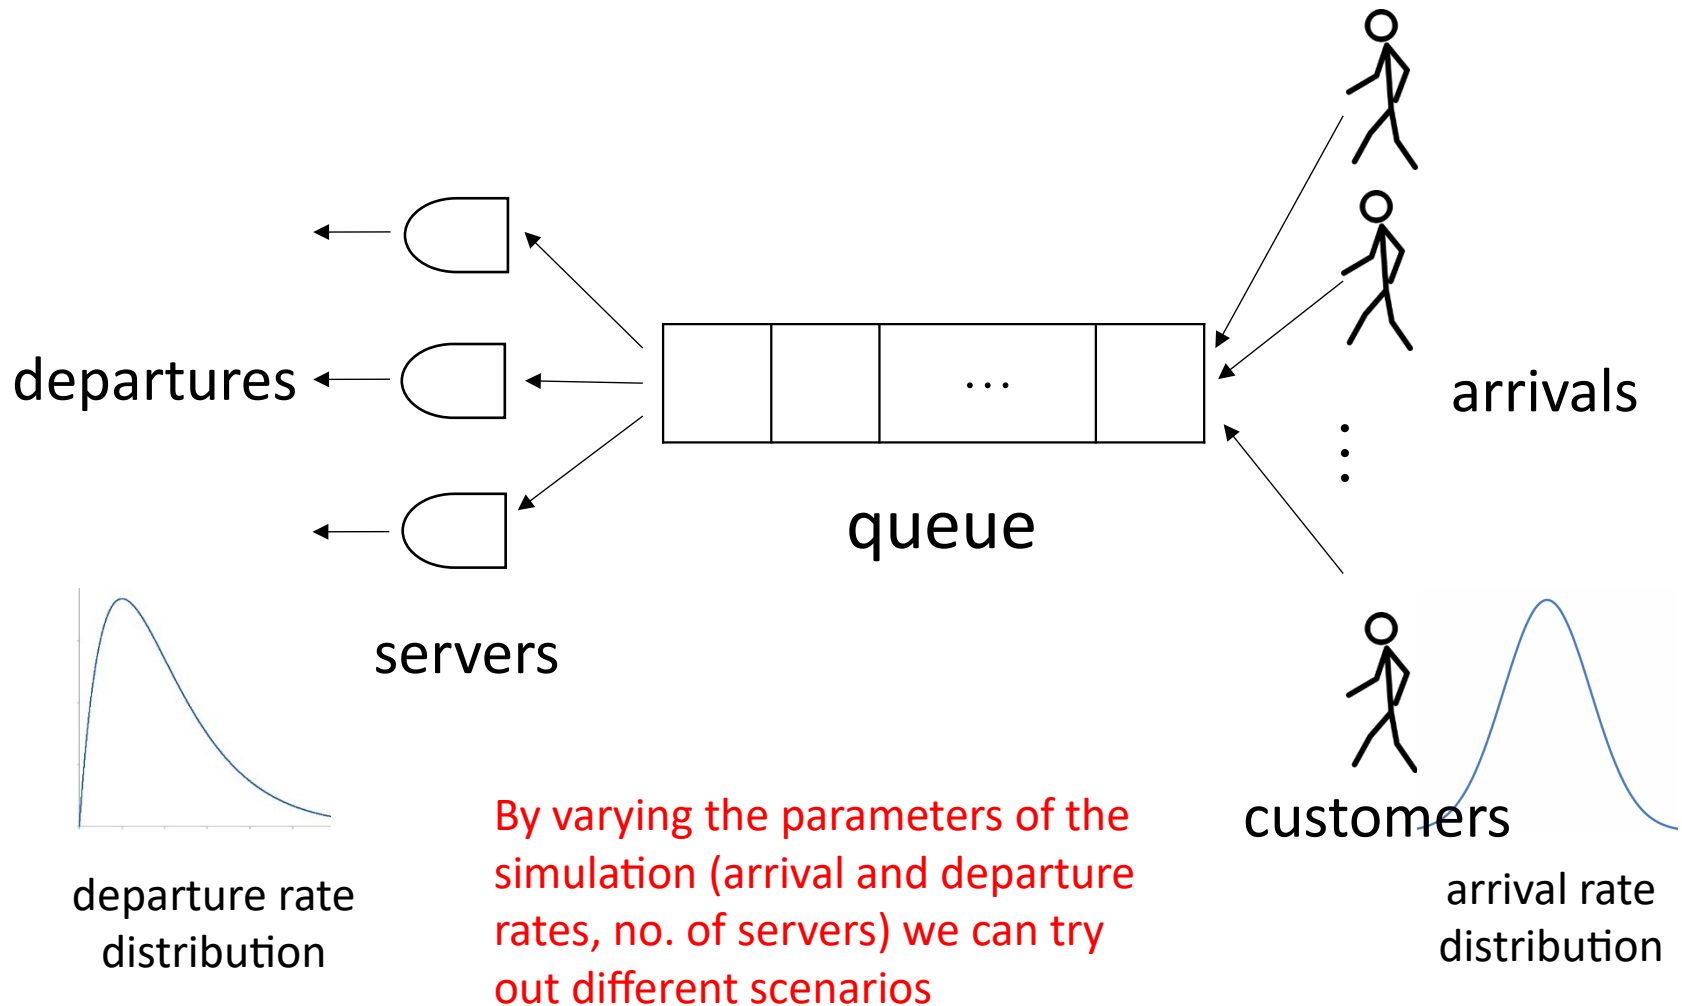 departures
...
arrivals
queue
servers
customers
By varying the parameters of the
simulation (arrival and departure
rates, no. of servers) we can try
out different scenarios
departure rate
distribution
arrival rate
distribution